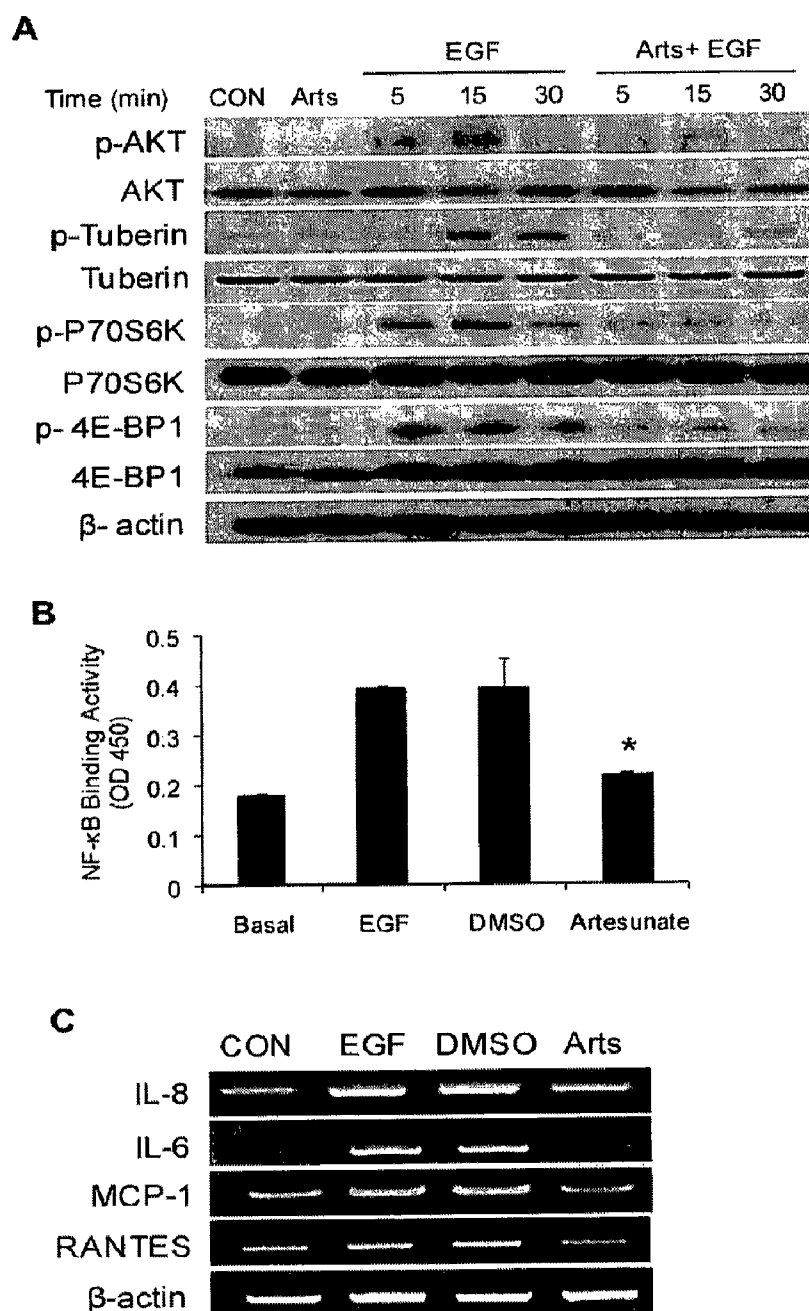 A
EGF Arts+ EGF
Time (min) CON Arts 5 15 30 5 15 30
p-AKT
AKT
p-Tuberin
Tuberin
p-P70S6K
P70S6K
p- 4E-BP1
4E-BP1
β- actin
B
NF-κB Binding Activity
(OD 450)
0.5
0.4
0.3
0.2
0.1
0
*
Basal EGF DMSO Artesunate
C
CON EGF DMSO Arts
IL-8
IL-6
MCP-1
RANTES
β-actin